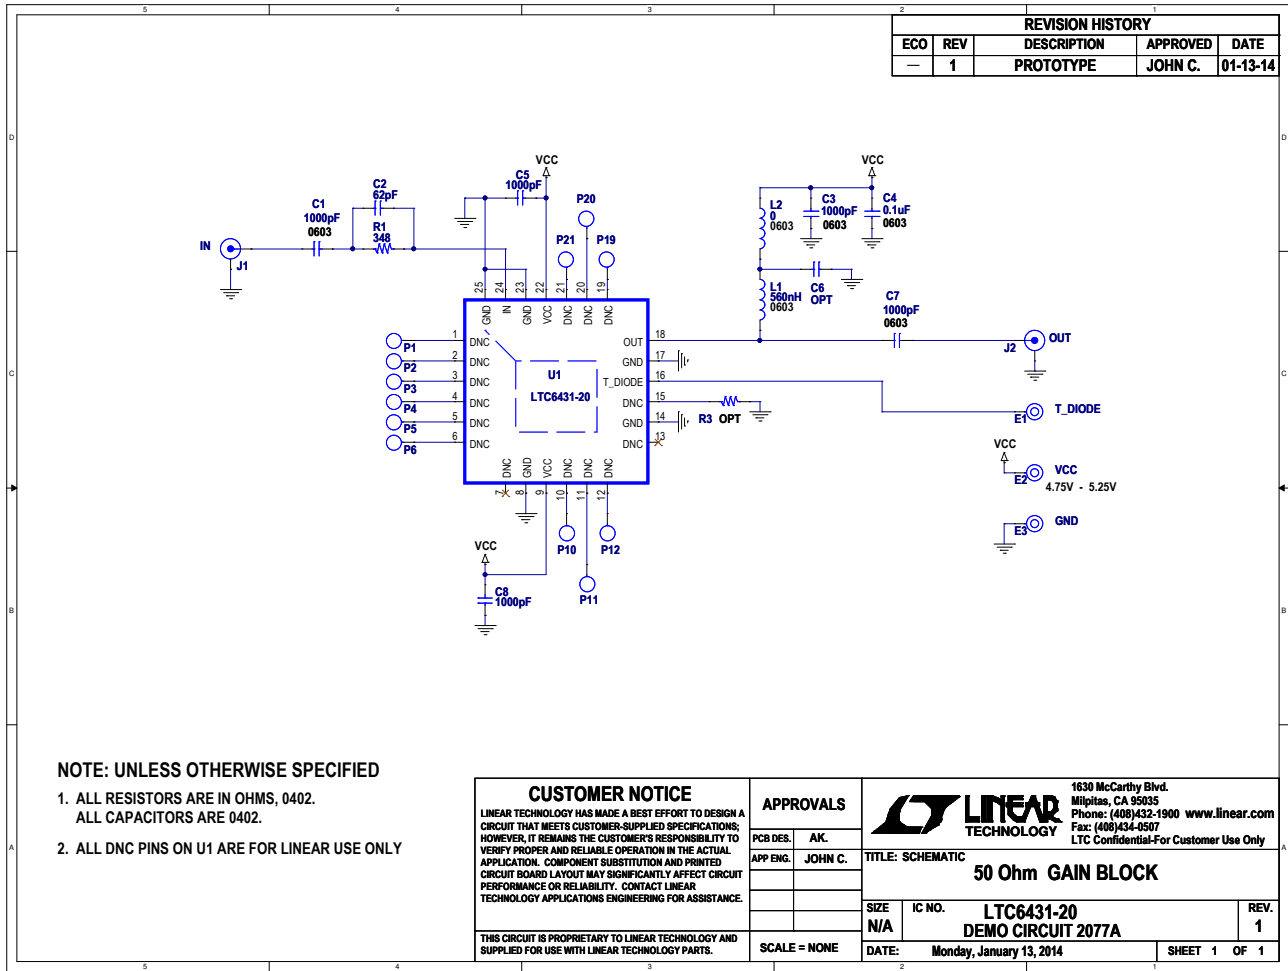 5 4 3 2 1
REVISION HISTORY
ECO REV DESCRIPTION APPROVED DATE
— 1 PROTOTYPE JOHN C. 01-13-14
D D
VCC
VCC
C5
1000pF
P20
C2
62pF
C1
1000pF
0603
R1
348
L2
0
0603
C3
1000pF
0603
C4
0.1uF
0603
IN
J1
P21 P19
25 24 23 22 21 20 19
GND IN GND VCC DNC DNC DNC
L1
560nH
0603
C6
OPT
C7
1000pF
0603
1 DNC P1
2 DNC P2
3 DNC P3
4 DNC P4
5 DNC P5
6 DNC P6
U1
LTC6431-20
OUT 18
GND 17
T_DIODE 16
DNC 15
GND 14
DNC 13
J2 OUT
C C
R3 OPT
E1 T_DIODE
VCC
E2 VCC
4.75V - 5.25V
E3 GND
DNC GND VCC DNC DNC DNC
7 8 9 10 11 12
P10 P12
P11
VCC
C8
1000pF
B B
NOTE: UNLESS OTHERWISE SPECIFIED
1. ALL RESISTORS ARE IN OHMS, 0402.
ALL CAPACITORS ARE 0402.
2. ALL DNC PINS ON U1 ARE FOR LINEAR USE ONLY
A A
CUSTOMER NOTICE
LINEAR TECHNOLOGY HAS MADE A BEST EFFORT TO DESIGN A
CIRCUIT THAT MEETS CUSTOMER-SUPPLIED SPECIFICATIONS;
HOWEVER, IT REMAINS THE CUSTOMER'S RESPONSIBILITY TO
VERIFY PROPER AND RELIABLE OPERATION IN THE ACTUAL
APPLICATION. COMPONENT SUBSTITUTION AND PRINTED
CIRCUIT BOARD LAYOUT MAY SIGNIFICANTLY AFFECT CIRCUIT
PERFORMANCE OR RELIABILITY. CONTACT LINEAR
TECHNOLOGY APPLICATIONS ENGINEERING FOR ASSISTANCE.
THIS CIRCUIT IS PROPRIETARY TO LINEAR TECHNOLOGY AND
SUPPLIED FOR USE WITH LINEAR TECHNOLOGY PARTS.
APPROVALS
PCB DES. AK.
APP ENG. JOHN C.
SCALE = NONE
LINEAR
TECHNOLOGY
1630 McCarthy Blvd.
Milpitas, CA 95035
Phone: (408)432-1900 www.linear.com
Fax: (408)434-0507
LTC Confidential-For Customer Use Only
TITLE: SCHEMATIC
50 Ohm GAIN BLOCK
SIZE IC NO. REV.
N/A LTC6431-20 1
DEMO CIRCUIT 2077A
DATE: Monday, January 13, 2014 SHEET 1 OF 1
5 4 3 2 1